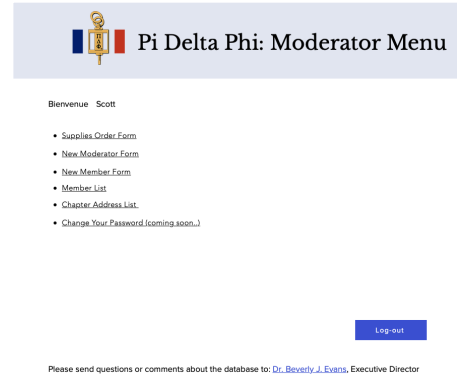 ΠΔΦ
Pi Delta Phi: Moderator Menu
Bienvenue Scott
• Supplies Order Form
• New Moderator Form
• New Member Form
• Member List
• Chapter Address List
• Change Your Password (coming soon..)
Log-out
Please send questions or comments about the database to: Dr. Beverly J. Evans, Executive Director